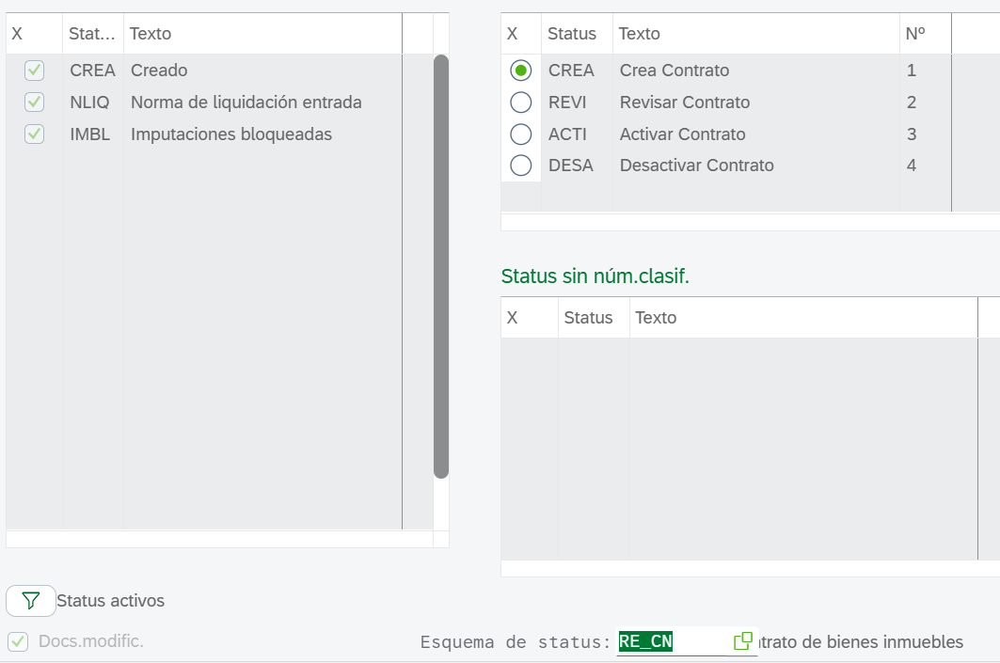 X Stat... Texto
CREA Creado
NLIQ Norma de liquidación entrada
IMBL Imputaciones bloqueadas
X Status Texto Nº
CREA Crea Contrato 1
REVI Revisar Contrato 2
ACTI Activar Contrato 3
DESA Desactivar Contrato 4
Status sin núm.clasif.
X Status Texto
Status activos
Docs.modific.
Esquema de status: RE_CN trato de bienes inmuebles